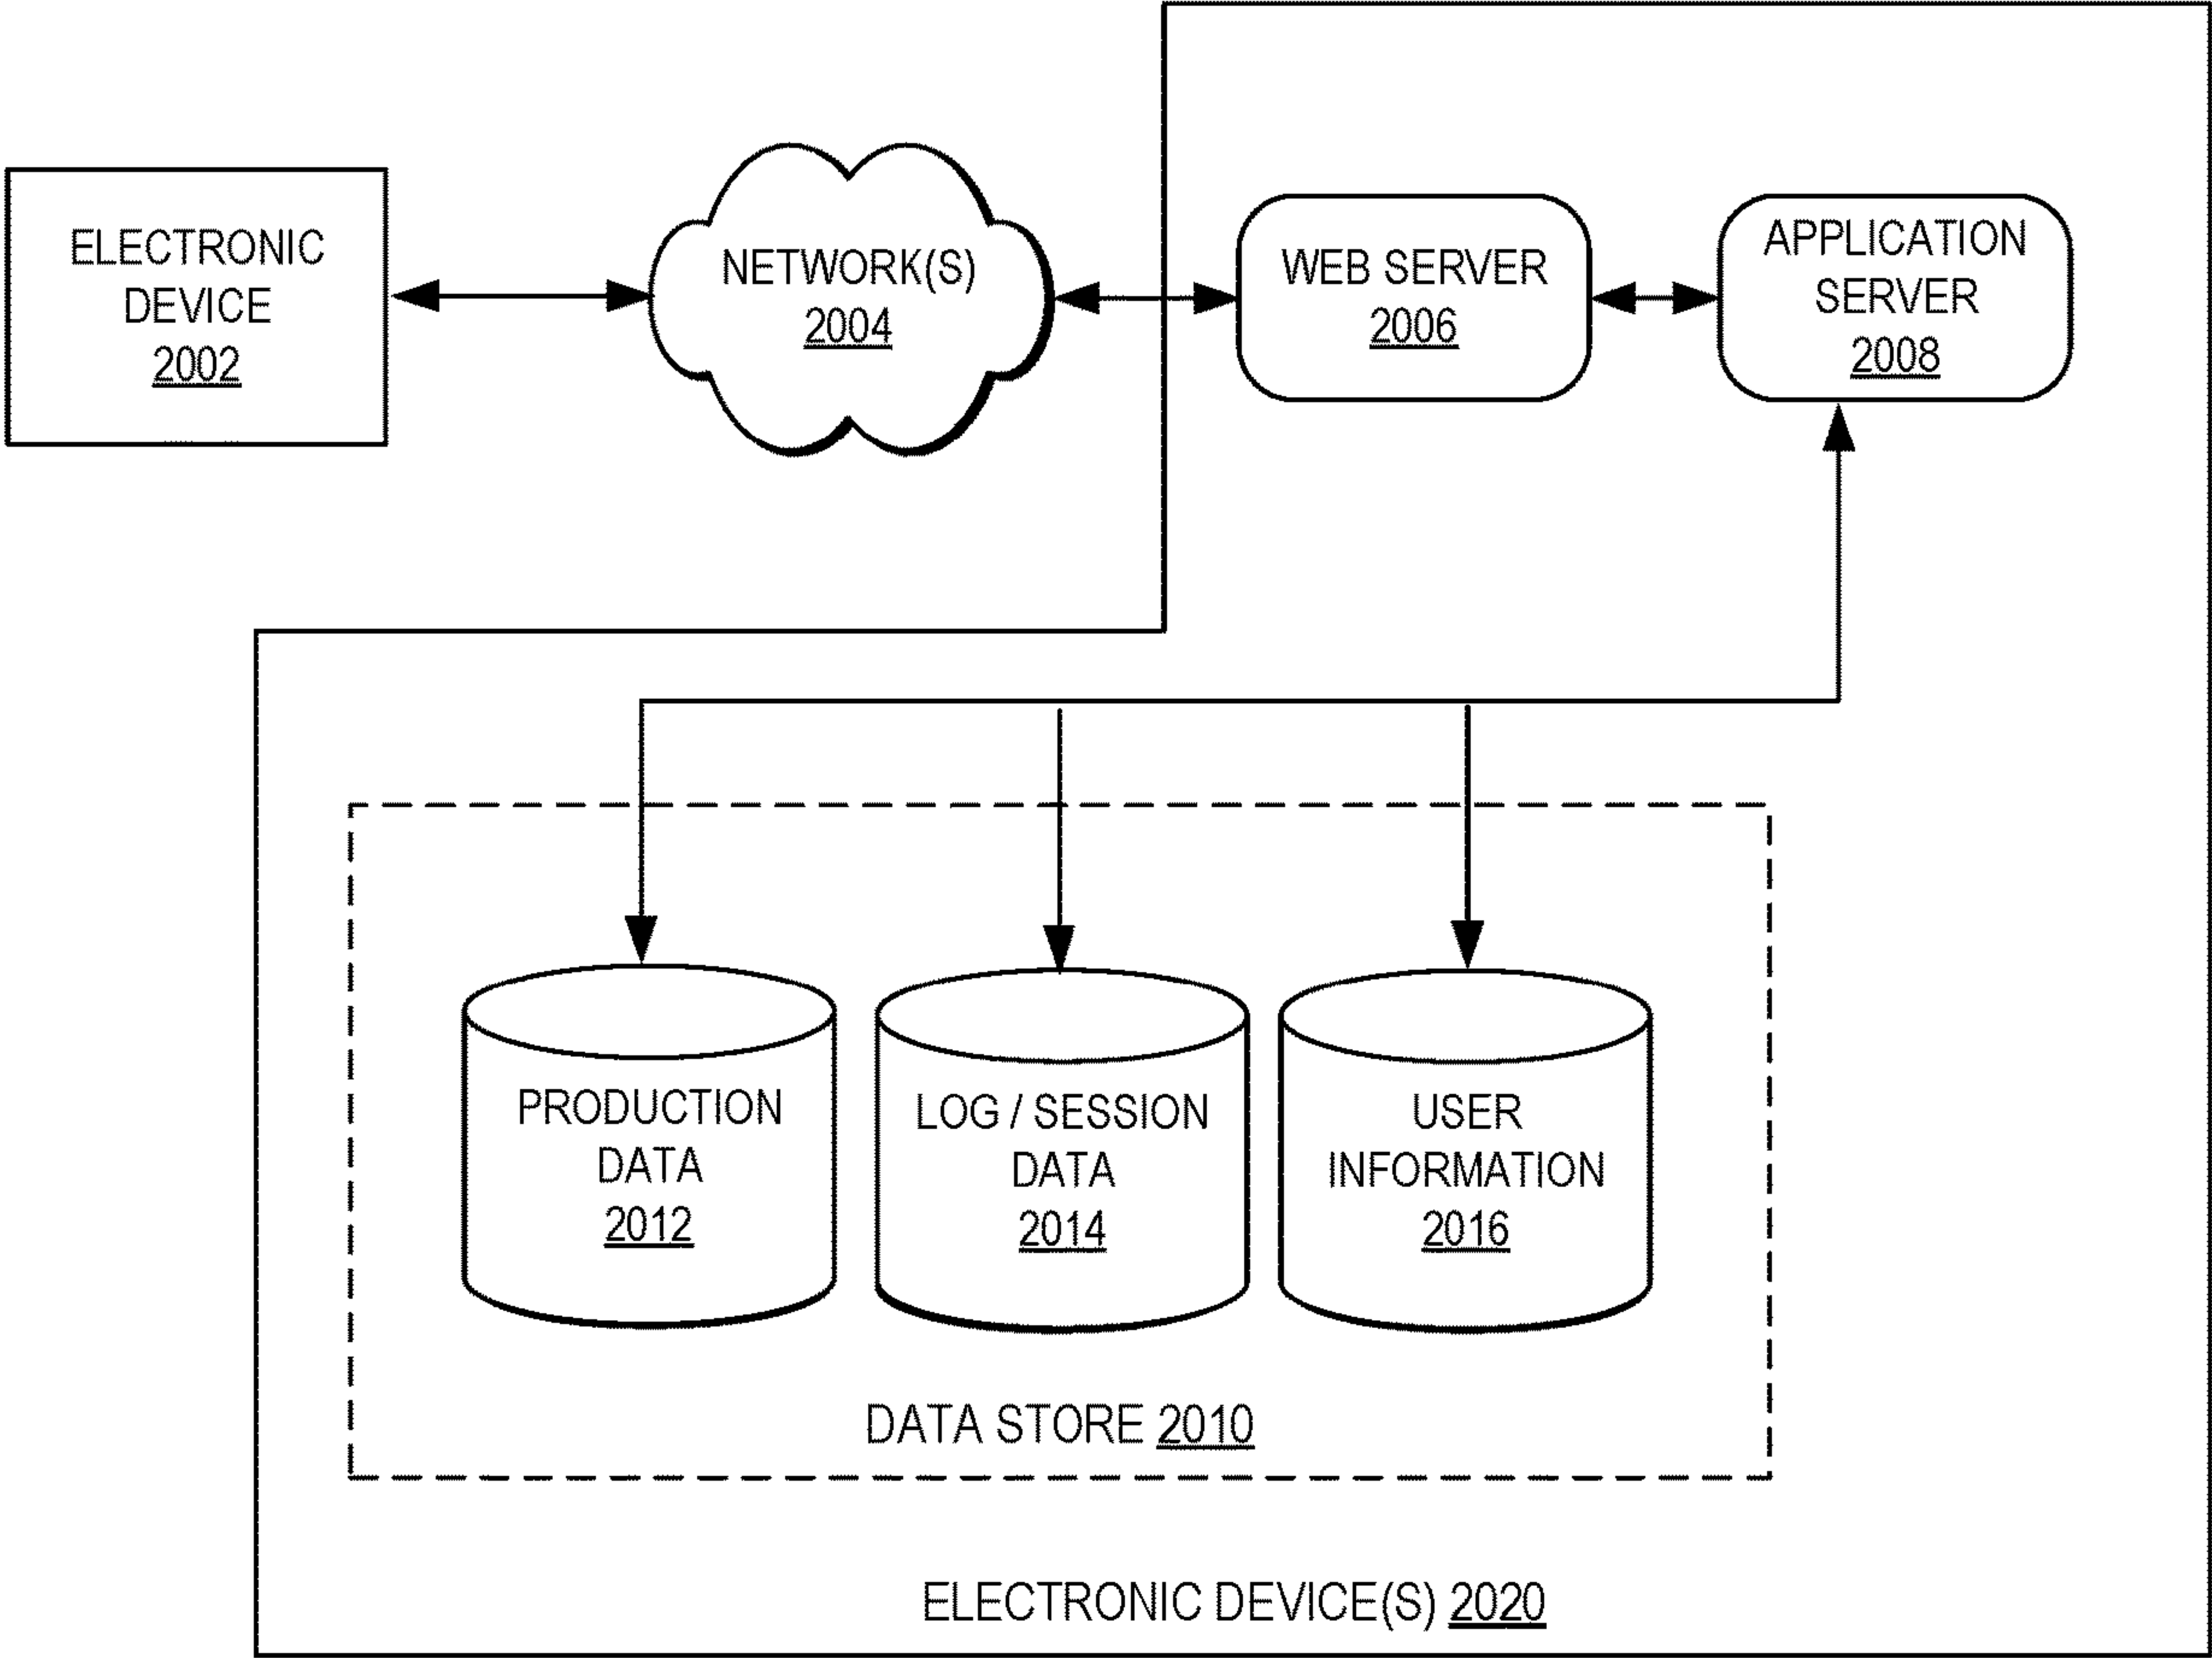 ELECTRONIC
DEVICE
2002
NETWORK(S)
2004
WEB SERVER
2006
APPLICATION
SERVER
2008
PRODUCTION
DATA
2012
LOG / SESSION
DATA
2014
USER
INFORMATION
2016
DATA STORE 2010
ELECTRONIC DEVICE(S) 2020